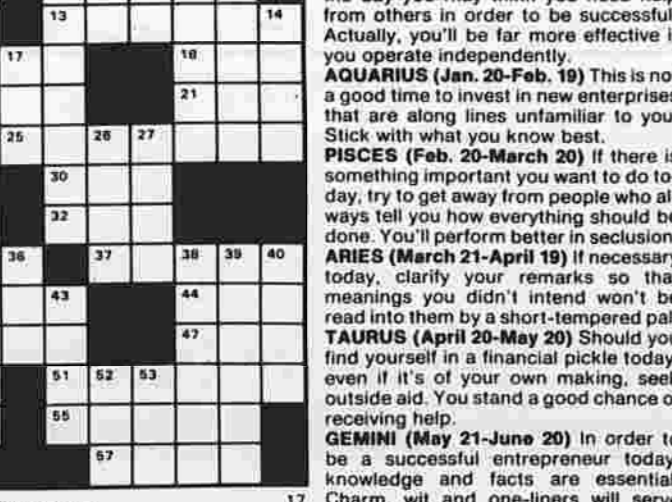 13 14
17 18
21
25 26 27
30
32
36 37 38 39 40
43 44
47
51 52 53
55
57
17
from others in order to be successful
Actually, you'll be far more effective i
you operate independently.
AQUARIUS (Jan. 20-Feb. 19) This is no
a good time to invest in new enterprises
that are along lines unfamiliar to you
Stick with what you know best.
PISCES (Feb. 20-March 20) If there is
something important you want to do to-
day, try to get away from people who al
ways tell you how everything should be
done. You'll perform better in seclusion
ARIES (March 21-April 19) If necessary
today, clarify your remarks so tha
meanings you didn't intend won't be
read into them by a short-tempered pal
TAURUS (April 20-May 20) Should you
find yourself in a financial pickle today
even if it's of your own making, seek
outside aid. You stand a good chance o
receiving help.
GEMINI (May 21-June 20) In order to
be a successful entrepreneur today
knowledge and facts are essential
Charm, wit and one-liners will serv